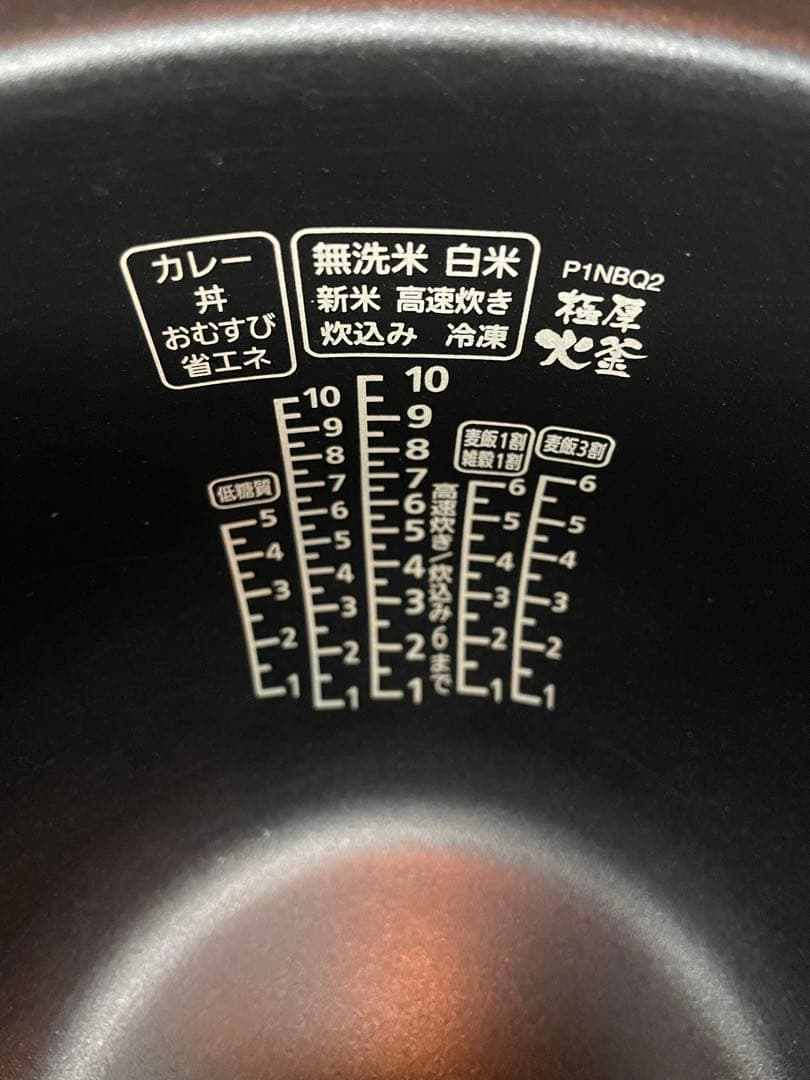 カレー
丼
おむすび
省エネ
無洗米 白米
新米 高速炊き
炊込み 冷凍
P1NBQ2
極厚
火釜
低糖質
5
4
3
2
1
10
9
8
7
6
5
4
3
2
1
10
9
8
7
6
5
4
3
2
1
高速炊き/炊込み6まで
麦飯1割
雑穀1割
6
5
4
3
2
1
麦飯3割
6
5
4
3
2
1